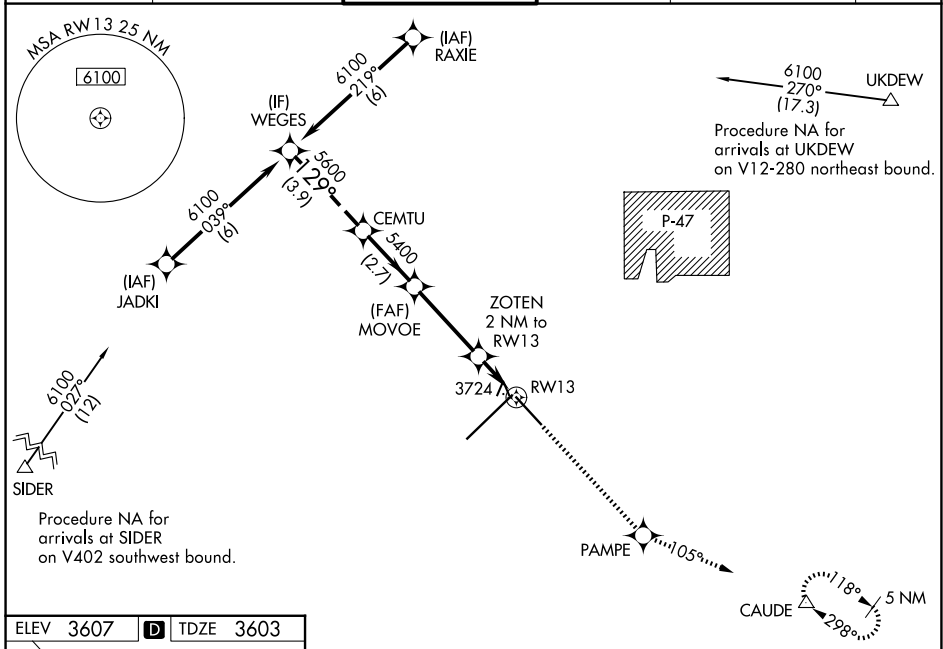 MSA RW13 25 NM
6100
(IAF)
RAXIE
6100
219°
(6)
(IF)
WEGES
6100
270°
(17.3)
UKDEW
Procedure NA for
arrivals at UKDEW
on V12-280 northeast bound.
5600
129°
(3.9)
P-47
6100
039°
(6)
(IAF)
JADKI
CEMTU
5400
(2.7)
(FAF)
MOVOE
ZOTEN
2 NM to
RW13
3724
RW13
6100
027°
(12)
SIDER
Procedure NA for
arrivals at SIDER
on V402 southwest bound.
PAMPE
105°
CAUDE
118°
298°
5 NM
ELEV 3607 D TDZE 3603